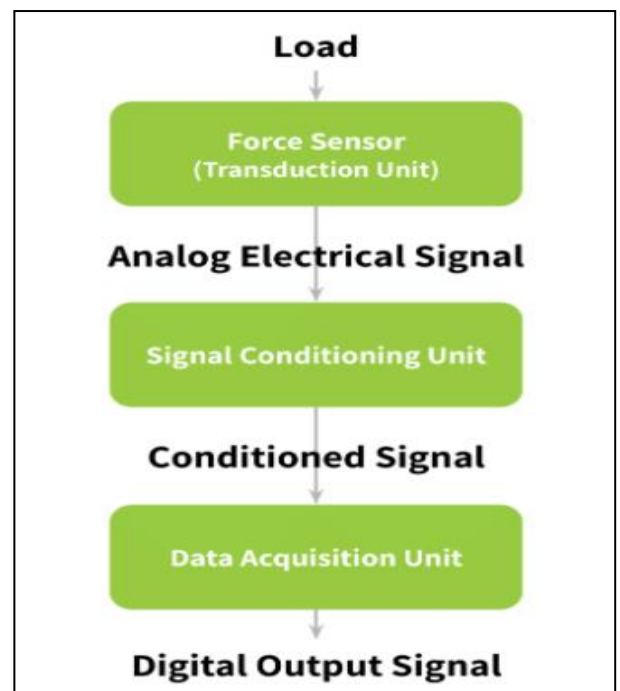 Load
Force Sensor
(Transduction Unit)
Analog Electrical Signal
Signal Conditioning Unit
Conditioned Signal
Data Acquisition Unit
Digital Output Signal